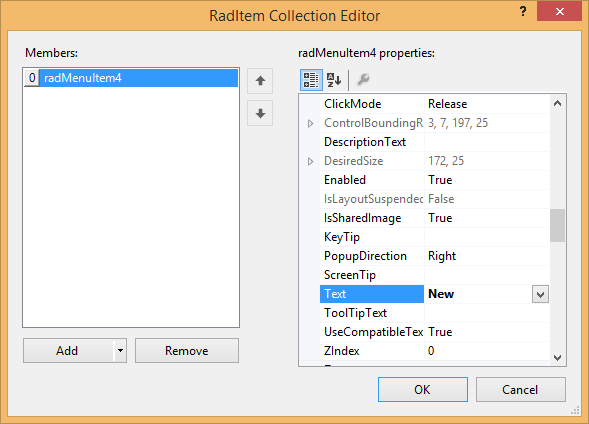 RadItem Collection Editor
?
Members:
0 radMenuItem4
Add
Remove
radMenuItem4 properties:
ClickMode Release
ControlBoundingR 3, 7, 197, 25
DescriptionText
DesiredSize 172, 25
Enabled True
IsLayoutSuspended False
IsSharedImage True
KeyTip
PopupDirection Right
ScreenTip
Text New
ToolTipText
UseCompatibleTex True
ZIndex 0
OK
Cancel